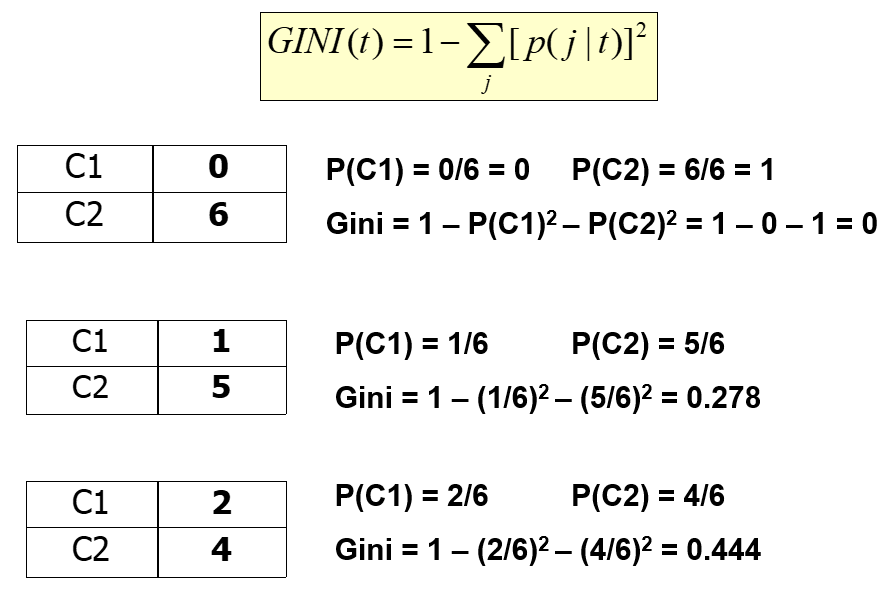 GINI(t) = 1 − ∑[p(j | t)]²
j
C1 0
C2 6
P(C1) = 0/6 = 0 P(C2) = 6/6 = 1
Gini = 1 – P(C1)² – P(C2)² = 1 – 0 – 1 = 0
C1 1
C2 5
P(C1) = 1/6 P(C2) = 5/6
Gini = 1 – (1/6)² – (5/6)² = 0.278
C1 2
C2 4
P(C1) = 2/6 P(C2) = 4/6
Gini = 1 – (2/6)² – (4/6)² = 0.444